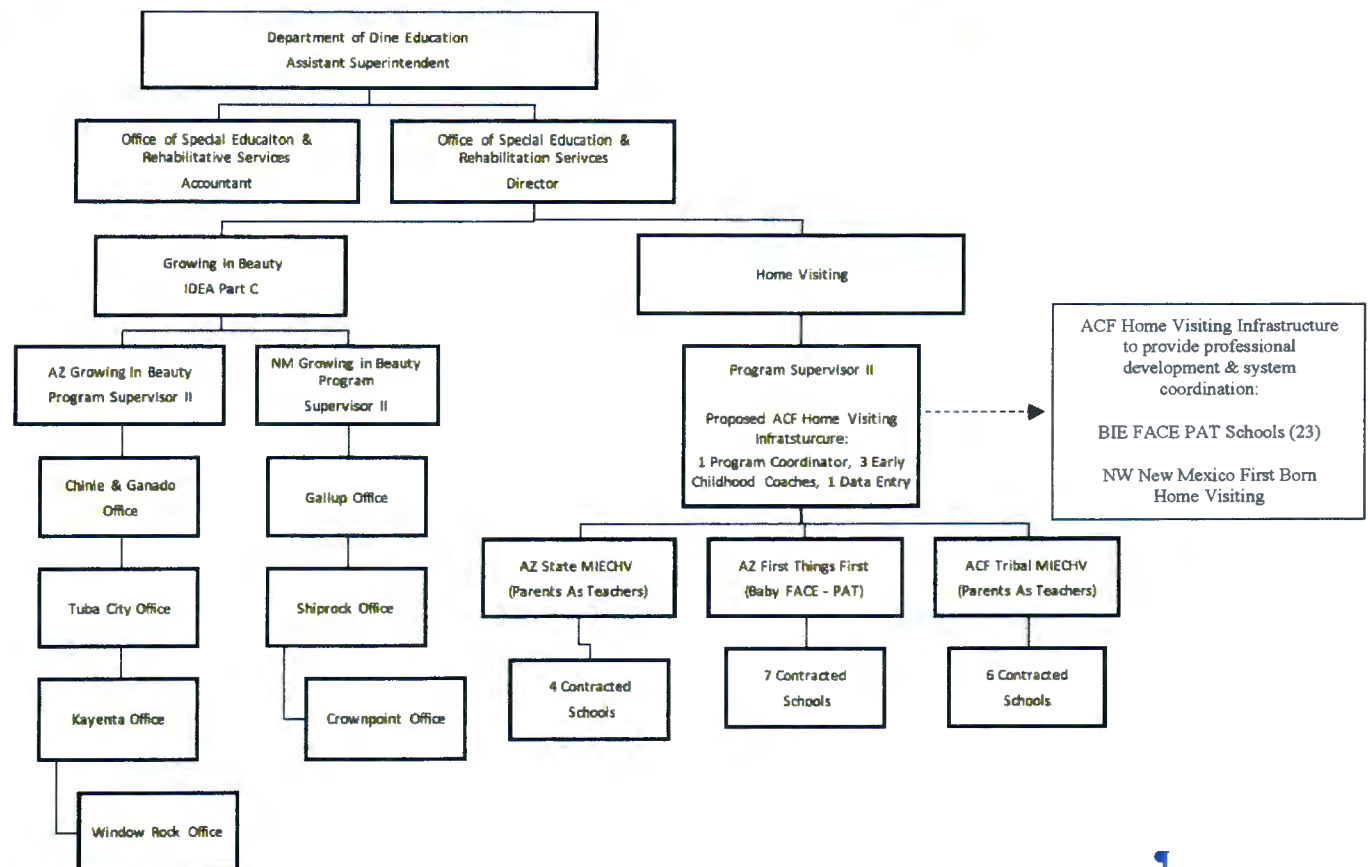 Department of Dine Education
Assistant Superintendent
Office of Special Educaiton &
Rehabilitative Services
Accountant
Office of Special Education &
Rehabilitation Serivces
Director
Growing in Beauty
IDEA Part C
Home Visiting
AZ Growing in Beauty
Program Supervisor II
NM Growing in Beauty
Program
Supervisor II
Program Supervisor II
Proposed ACF Home Visiting
Infratsturcure:
1 Program Coordinator, 3 Early
Childhood Coaches, 1 Data Entry
ACF Home Visiting Infrastructure
to provide professional
development & system
coordination:
BIE FACE PAT Schools (23)
NW New Mexico First Born
Home Visiting
Chinle & Ganado
Office
Gallup Office
Tuba City Office
Shiprock Office
AZ State MIECHV
(Parents As Teachers)
AZ First Things First
(Baby FACE - PAT)
ACF Tribal MIECHV
(Parents As Teachers)
Kayenta Office
Crownpoint Office
4 Contracted
Schools
7 Contracted
Schools
6 Contracted
Schools
Window Rock Office
¶